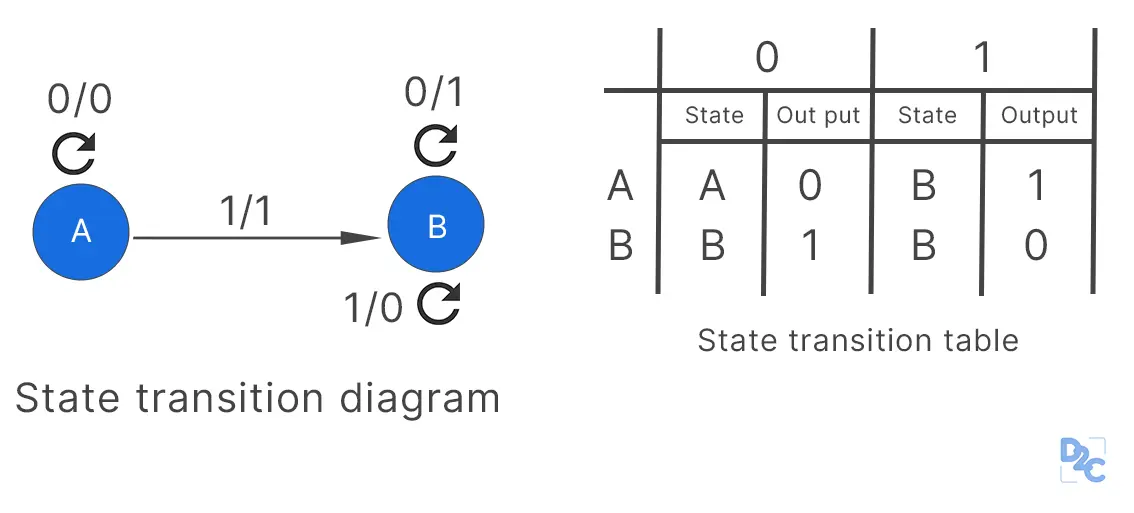 0/0
0/1
A
1/1
B
1/0
State transition diagram
0 1
State Out put State Output
A A 0 B 1
B B 1 B 0
State transition table
D2C